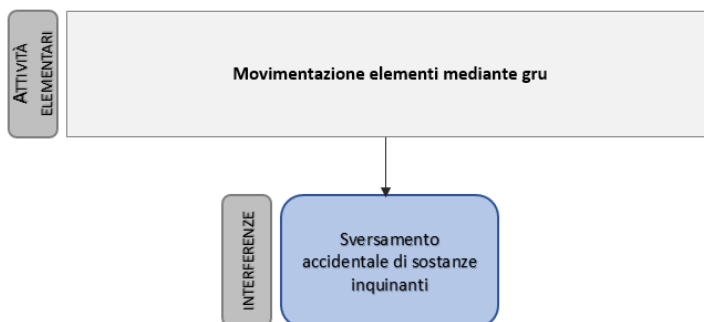 ATTIVITÀ
ELEMENTARI
Movimentazione elementi mediante gru
INTERFERENZE
Sversamento
accidentale di sostanze
inquinanti